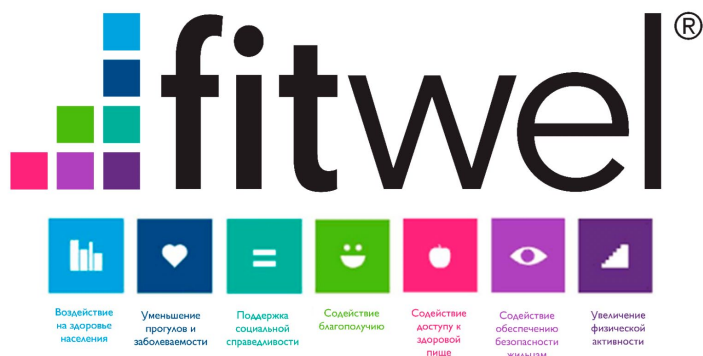 fitwel®
Воздействие
на здоровье
населения
Уменьшение
прогулов и
заболеваемости
Поддержка
социальной
справедливости
Содействие
благополучию
Содействие
доступу к
здоровой
пище
Содействие
обеспечению
безопасности
жильцам
Увеличение
физической
активности